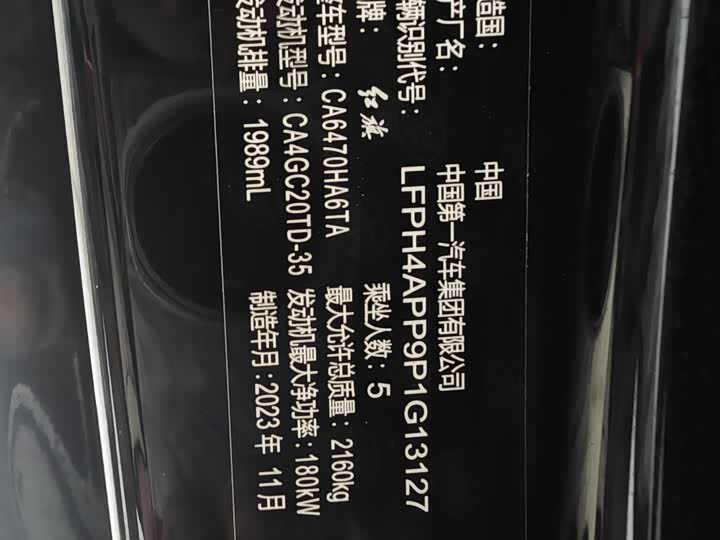 造国： 中国
产厂名： 中国第一汽车集团有限公司
辆识别代号： LFPH4APP9P1G13127
牌： 红旗 乘坐人数：5
车型号：CA6470HA6TA 最大允许总质量：2160kg
发动机型号：CA4GC20TD-35 发动机最大净功率：180kW
发动机排量：1989mL 制造年月：2023年 11月